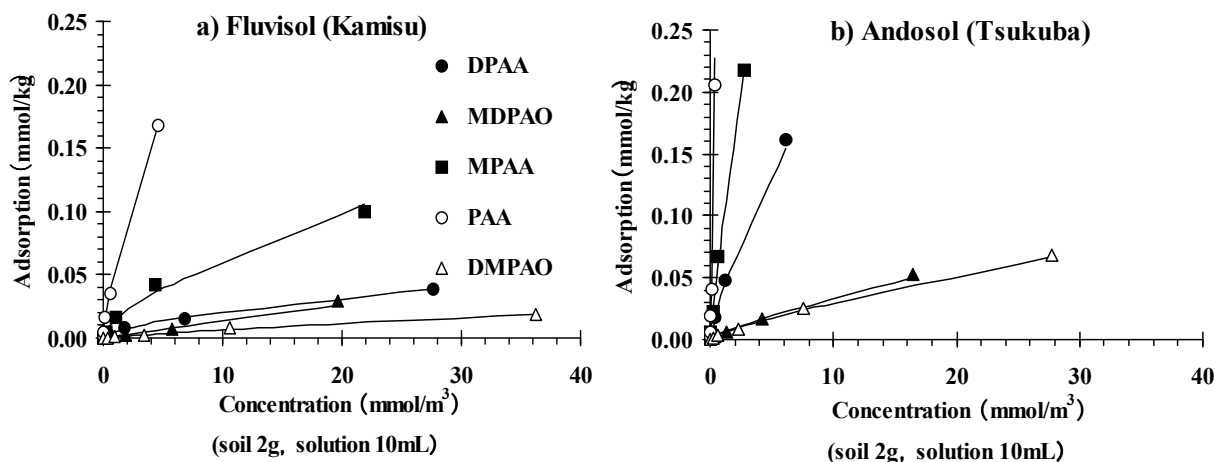 a) Fluvisol (Kamisu)
0.25
0.20
0.15
0.10
0.05
0.00
Adsorption (mmol/kg)
DPAA
MDPAO
MPAA
PAA
DMPAO
0 10 20 30 40
Concentration (mmol/m³)
(soil 2g, solution 10mL)
b) Andosol (Tsukuba)
0.25
0.20
0.15
0.10
0.05
0.00
Adsorption (mmol/kg)
0 10 20 30 40
Concentration (mmol/m³)
(soil 2g, solution 10mL)